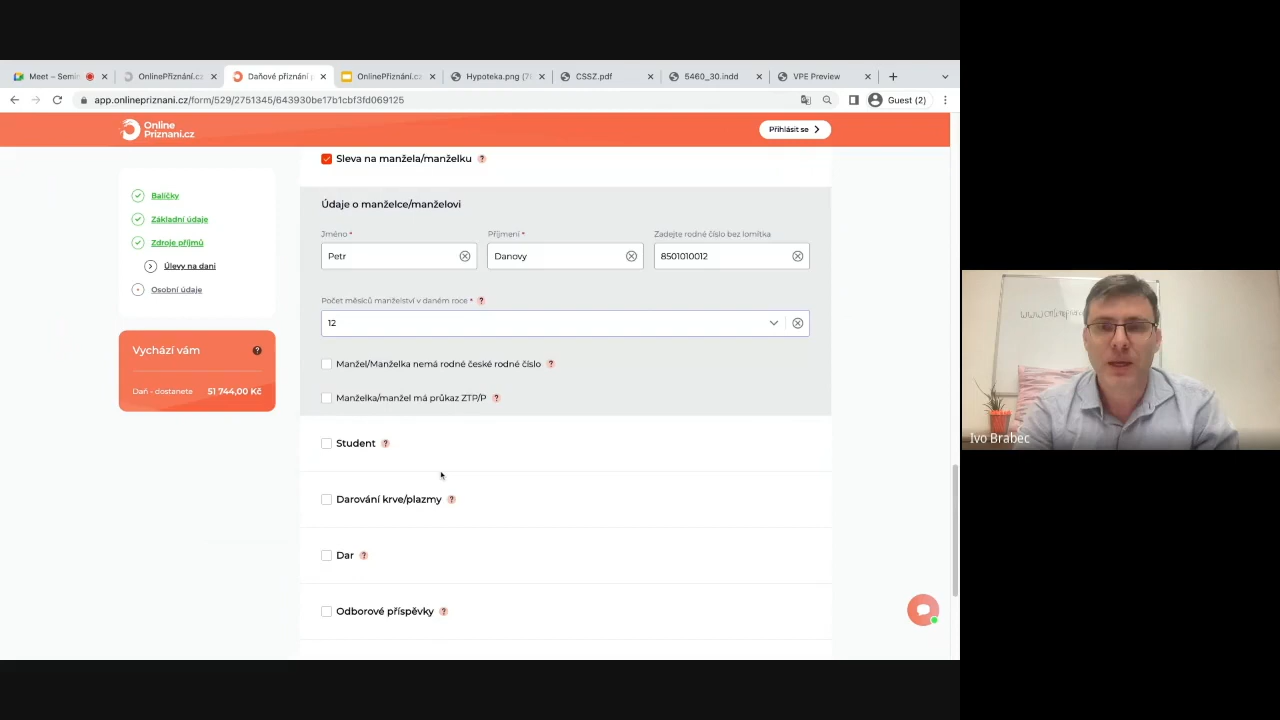 Meet – Semin
OnlinePřiznání.cz
Daňové přiznání p
OnlinePřiznání.cz
Hypoteka.png (70
CSSZ.pdf
5460_30.indd
VPE Preview
app.onlinepriznani.cz/form/529/2751345/643930be17b1cbf3fd069125
Guest (2)
Online
Priznani.cz
Přihlásit se
Balíčky
Základní údaje
Zdroje příjmů
Úlevy na dani
Osobní údaje
Vychází vám ?
Daň - dostanete 51 744,00 Kč
Sleva na manžela/manželku ?
Údaje o manželce/manželovi
Jméno * Příjmení * Zadejte rodné číslo bez lomítka
Petr Danovy 8501010012
Počet měsíců manželství v daném roce * ?
12
Manžel/Manželka nemá rodné české rodné číslo ?
Manželka/manžel má průkaz ZTP/P ?
Student ?
Darování krve/plazmy ?
Dar ?
Odborové příspěvky ?
Ivo Brabec